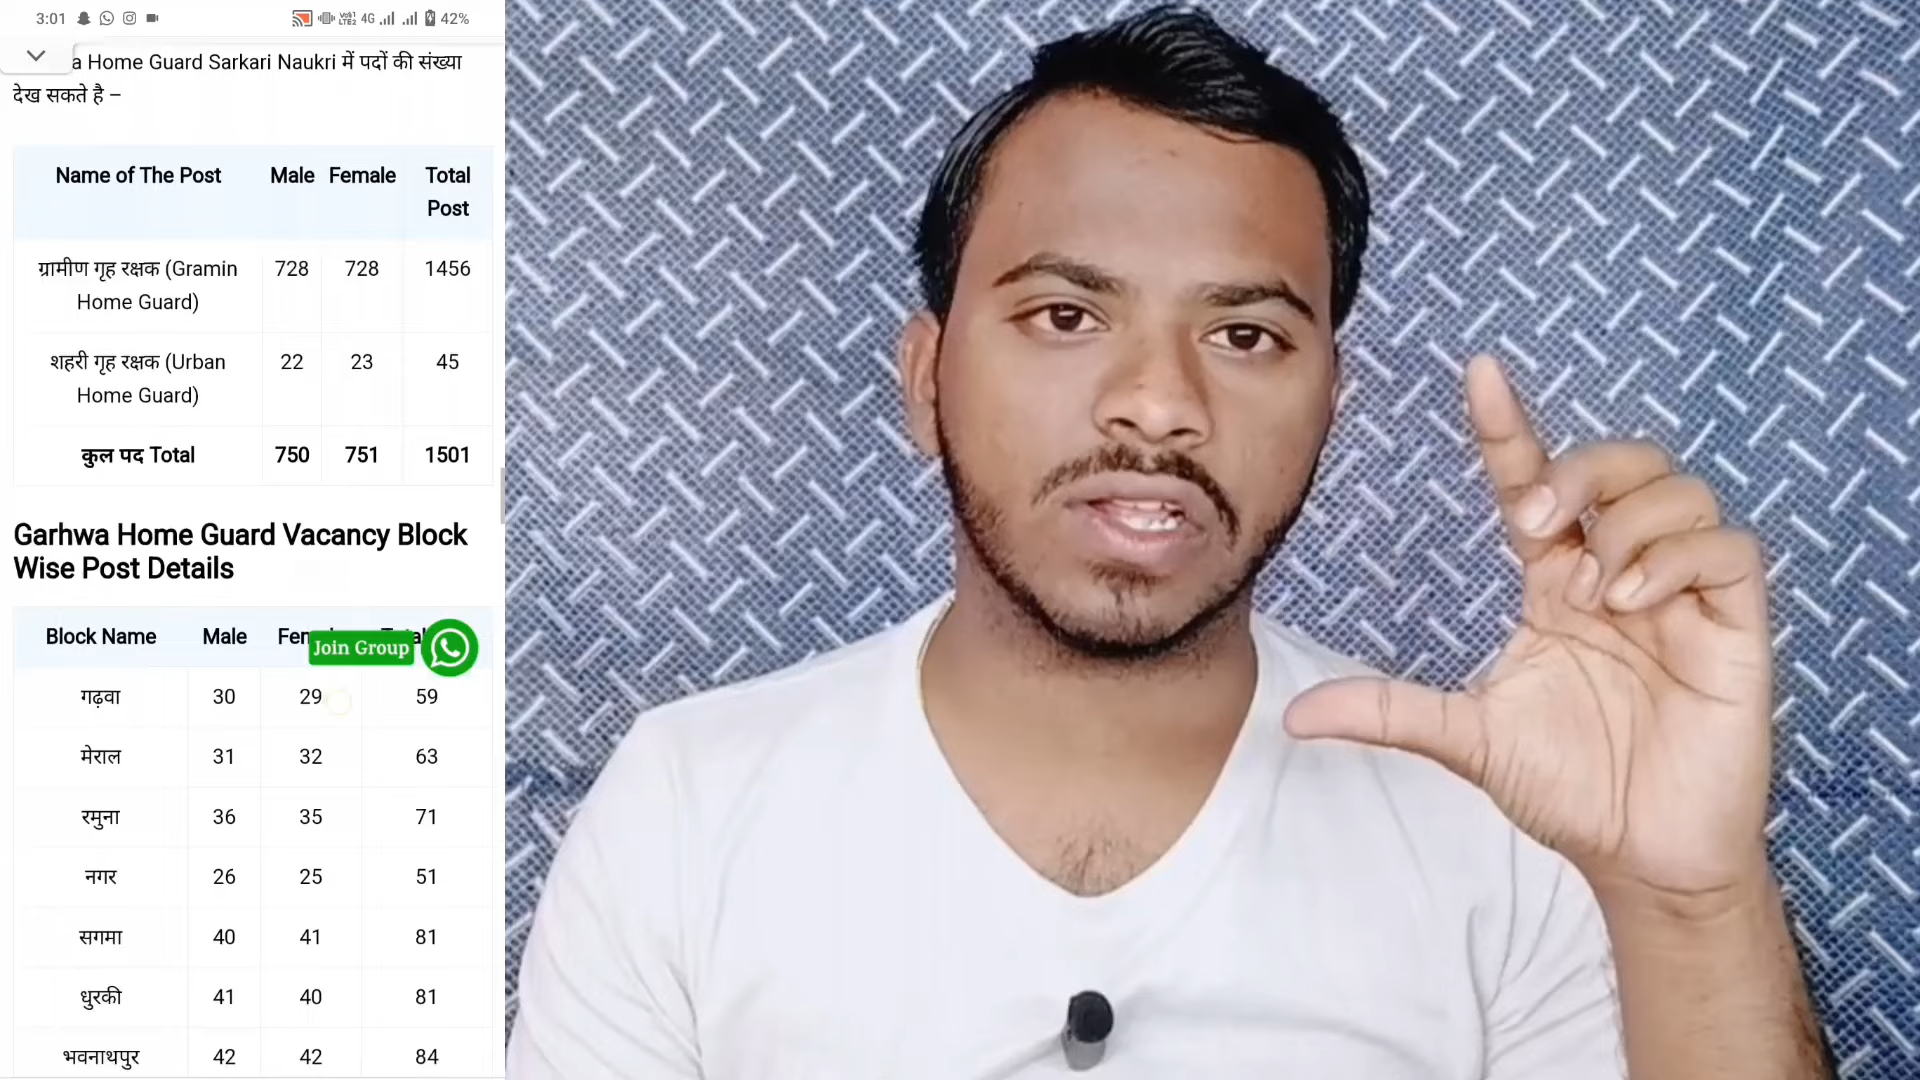 3:01 4G 42%
a Home Guard Sarkari Naukri में पदों की संख्या
देख सकते है –
Name of The Post Male Female Total Post
ग्रामीण गृह रक्षक (Gramin Home Guard) 728 728 1456
शहरी गृह रक्षक (Urban Home Guard) 22 23 45
कुल पद Total 750 751 1501
Garhwa Home Guard Vacancy Block
Wise Post Details
Block Name Male
Join Group
गढ़वा 30 29 59
मेराल 31 32 63
रमुना 36 35 71
नगर 26 25 51
सगमा 40 41 81
धुरकी 41 40 81
भवनाथपुर 42 42 84